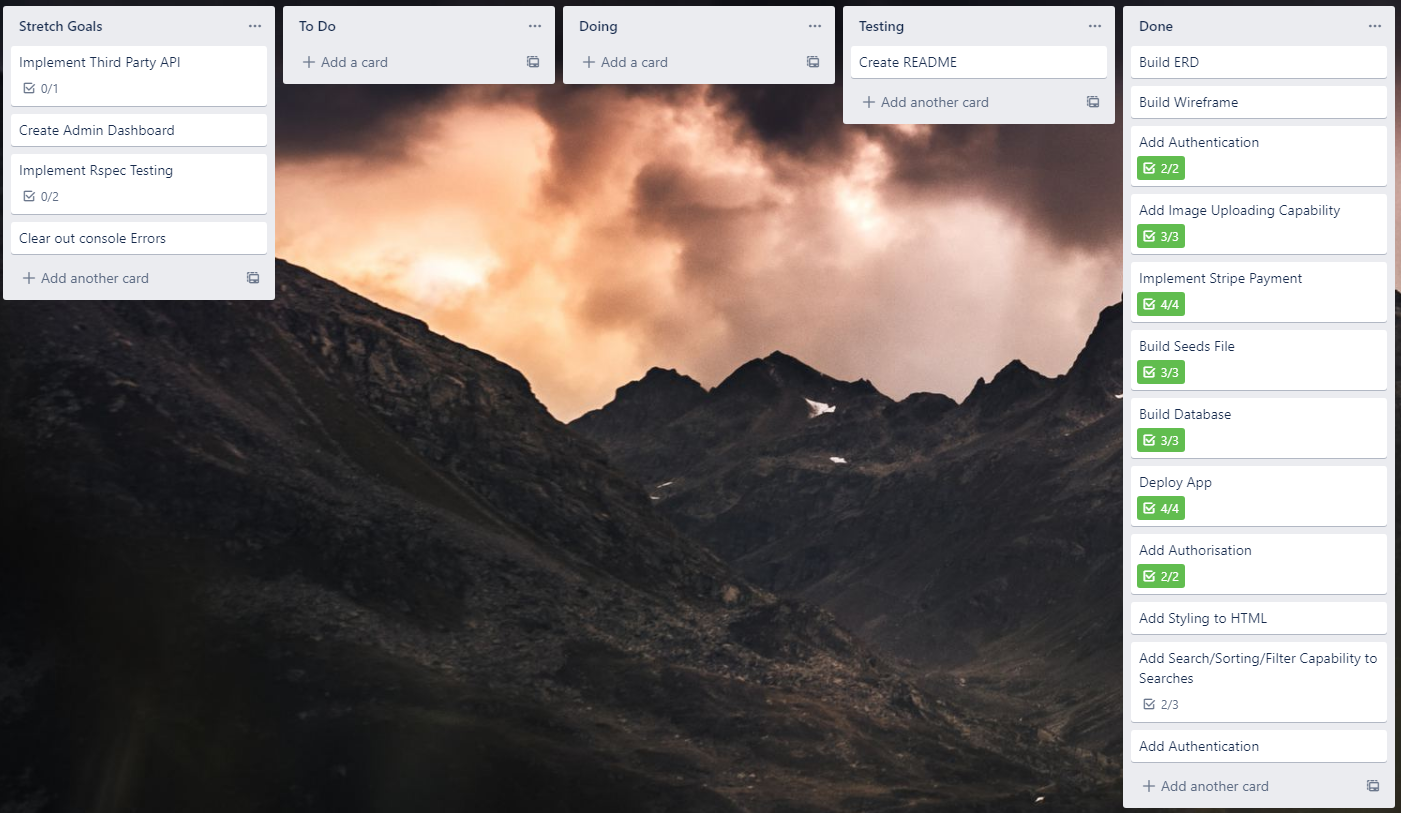 Stretch Goals
Implement Third Party API
0/1
Create Admin Dashboard
Implement Rspec Testing
0/2
Clear out console Errors
Add another card
To Do
Add a card
Doing
Add a card
Testing
Create README
Add another card
Done
Build ERD
Build Wireframe
Add Authentication
2/2
Add Image Uploading Capability
3/3
Implement Stripe Payment
4/4
Build Seeds File
3/3
Build Database
3/3
Deploy App
4/4
Add Authorisation
2/2
Add Styling to HTML
Add Search/Sorting/Filter Capability to
Searches
2/3
Add Authentication
Add another card